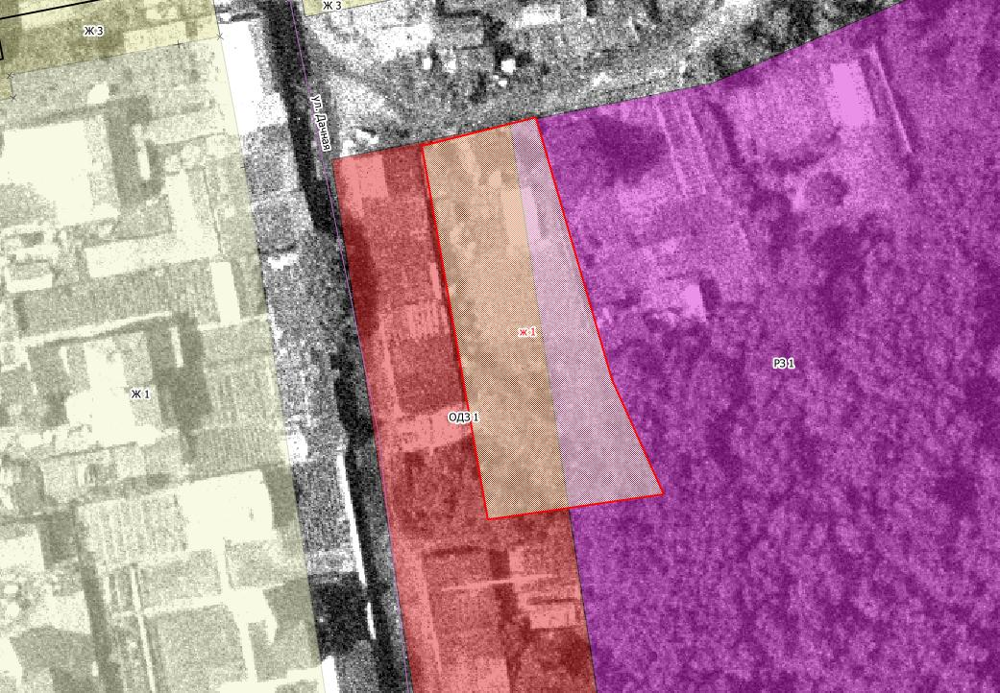 Ж 3
Ж 3
ул. Дачная
ж 1
РЗ 1
Ж 1
ОДЗ 1